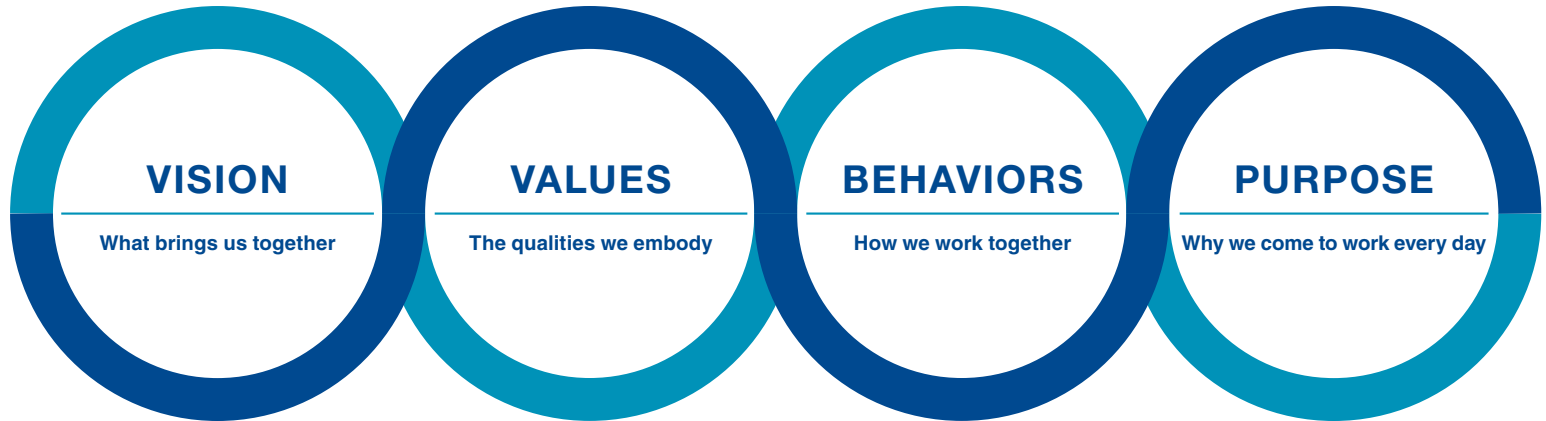 VISION
What brings us together
VALUES
The qualities we embody
BEHAVIORS
How we work together
PURPOSE
Why we come to work every day